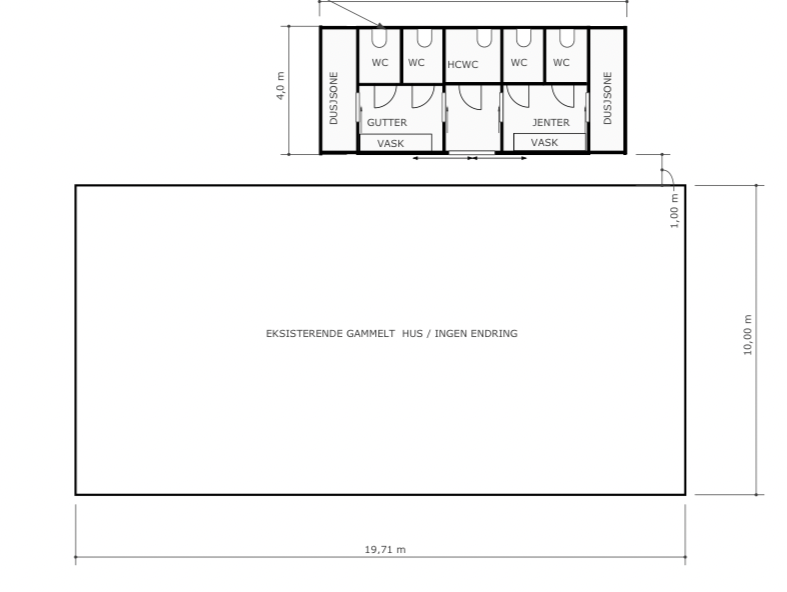 WC
WC
HCWC
WC
WC
4,0 m
DUSJSONE
DUSJSONE
GUTTER
JENTER
VASK
VASK
1,00 m
EKSISTERENDE GAMMELT HUS / INGEN ENDRING
10,00 m
19,71 m